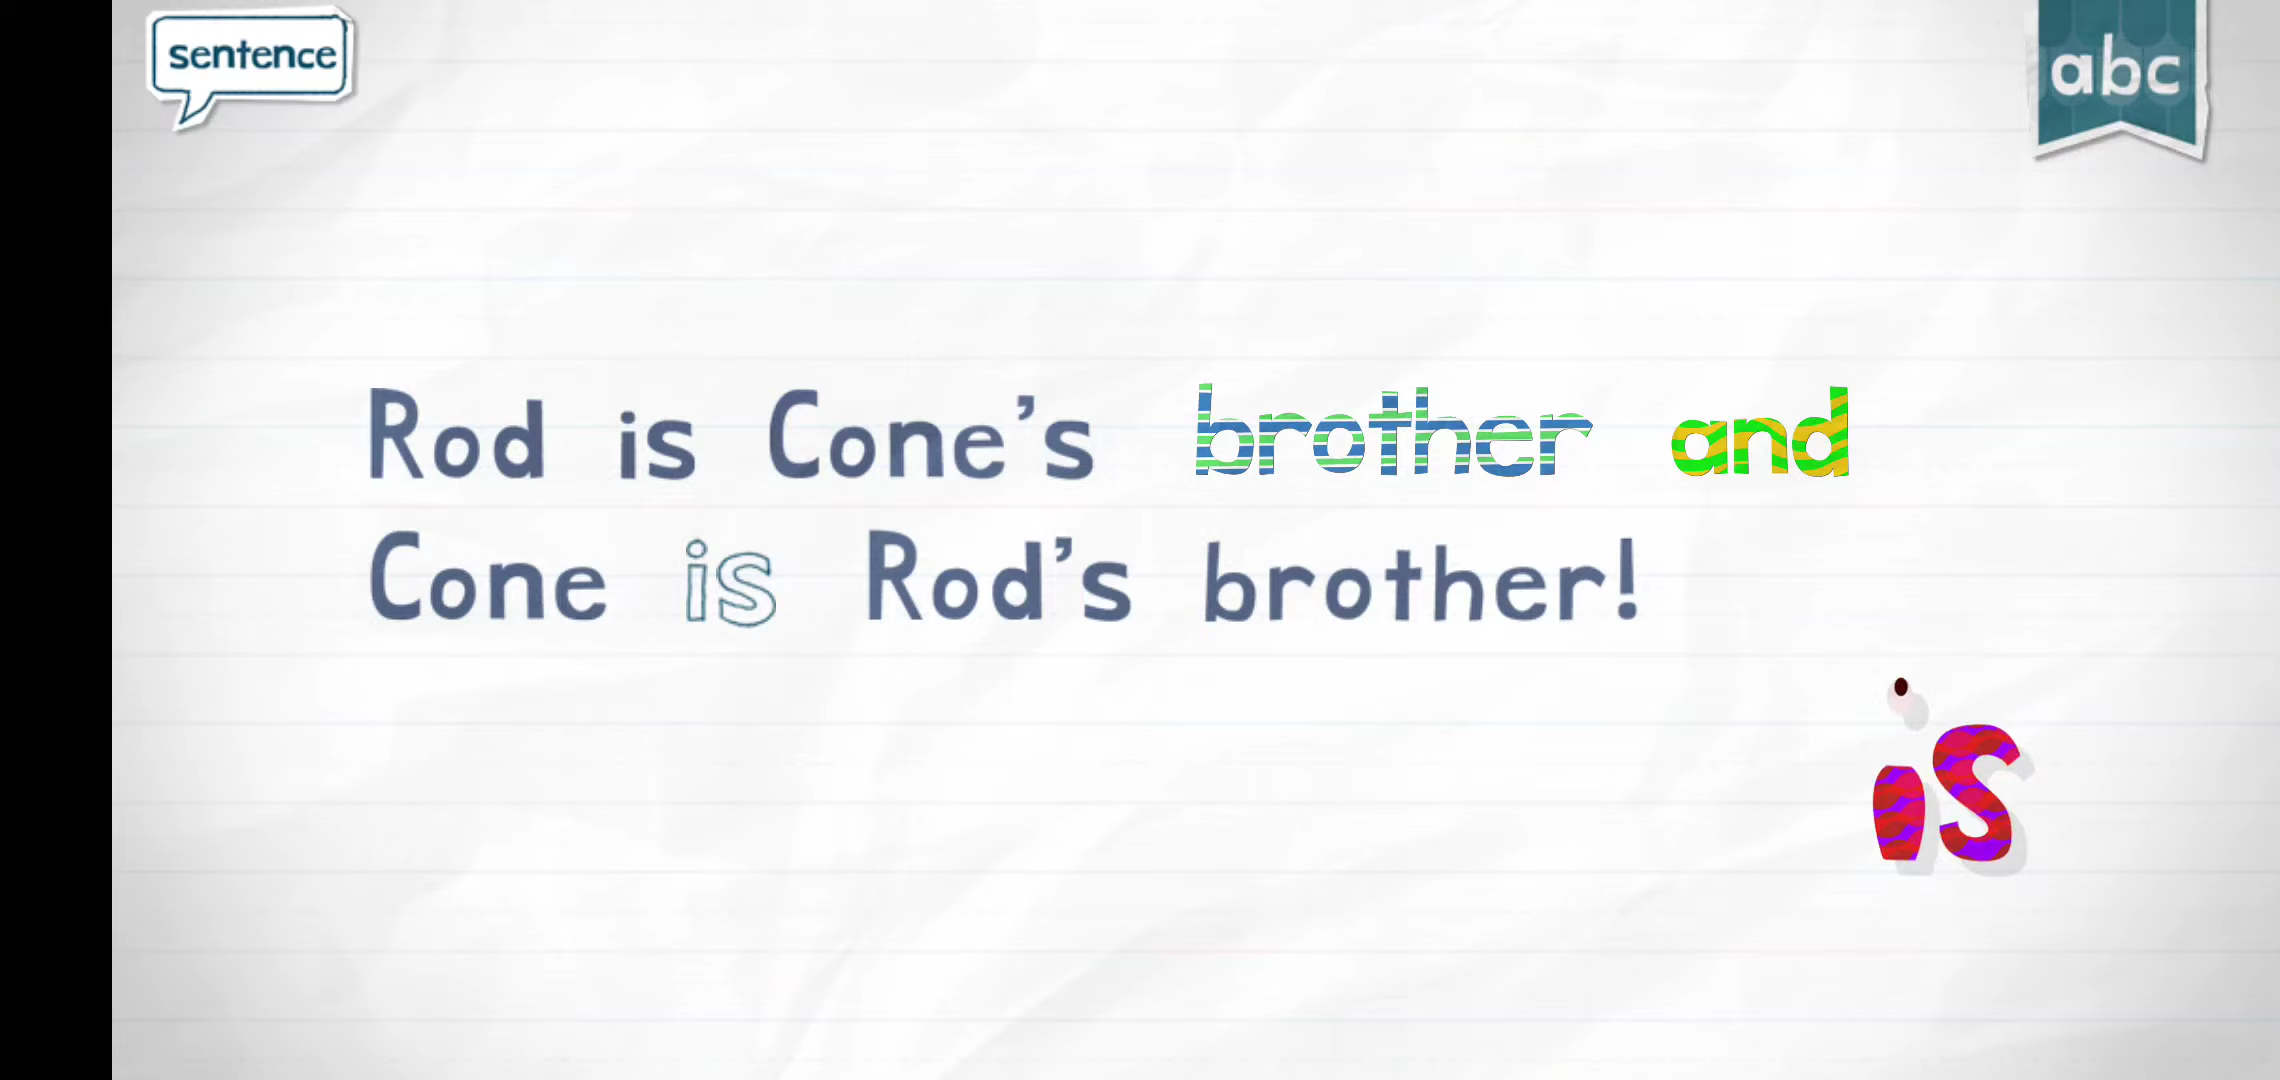 sentence
abc
Rod is Cone’s brother and
Cone is Rod’s brother!
is